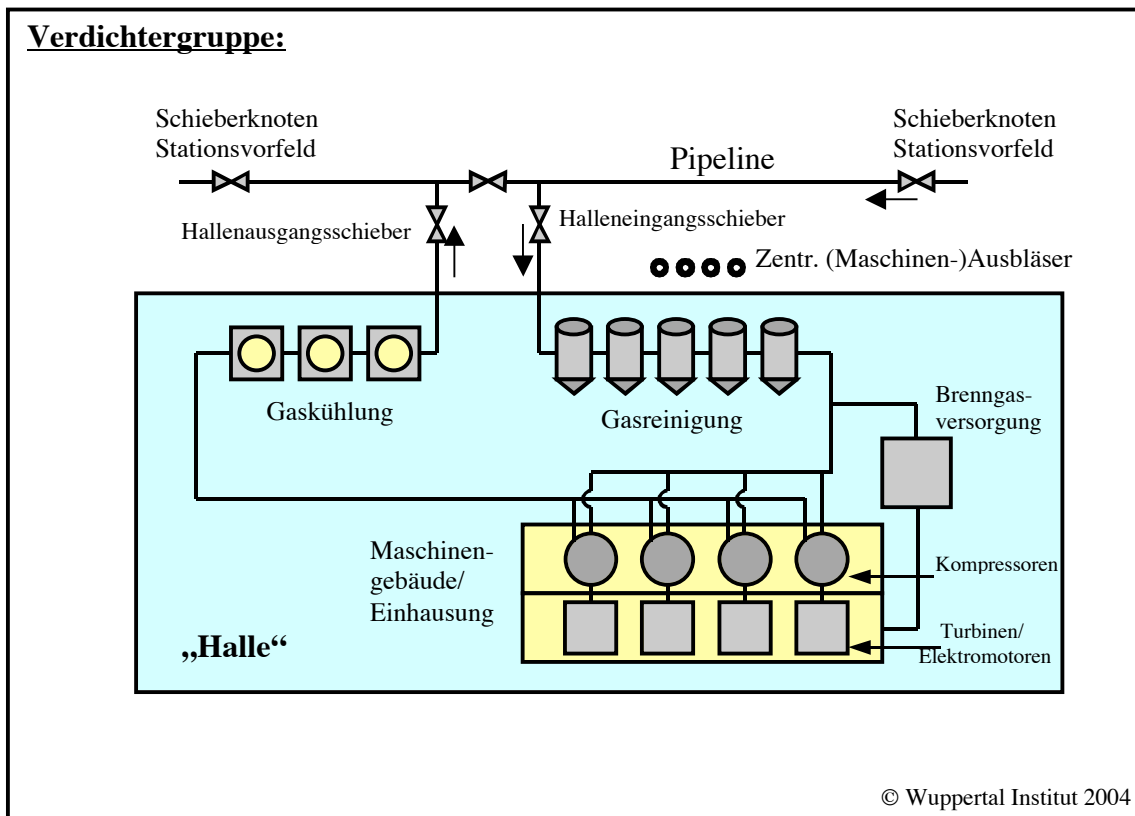 Verdichtergruppe:
Schieberknoten
Stationsvorfeld
Schieberknoten
Stationsvorfeld
Pipeline
Hallenausgangsschieber
Halleneingangsschieber
Zentr. (Maschinen-)Ausbläser
Gaskühlung
Gasreinigung
Brenngas-
versorgung
Maschinen-
gebäude/
Einhausung
Kompressoren
„Halle“
Turbinen/
Elektromotoren
© Wuppertal Institut 2004